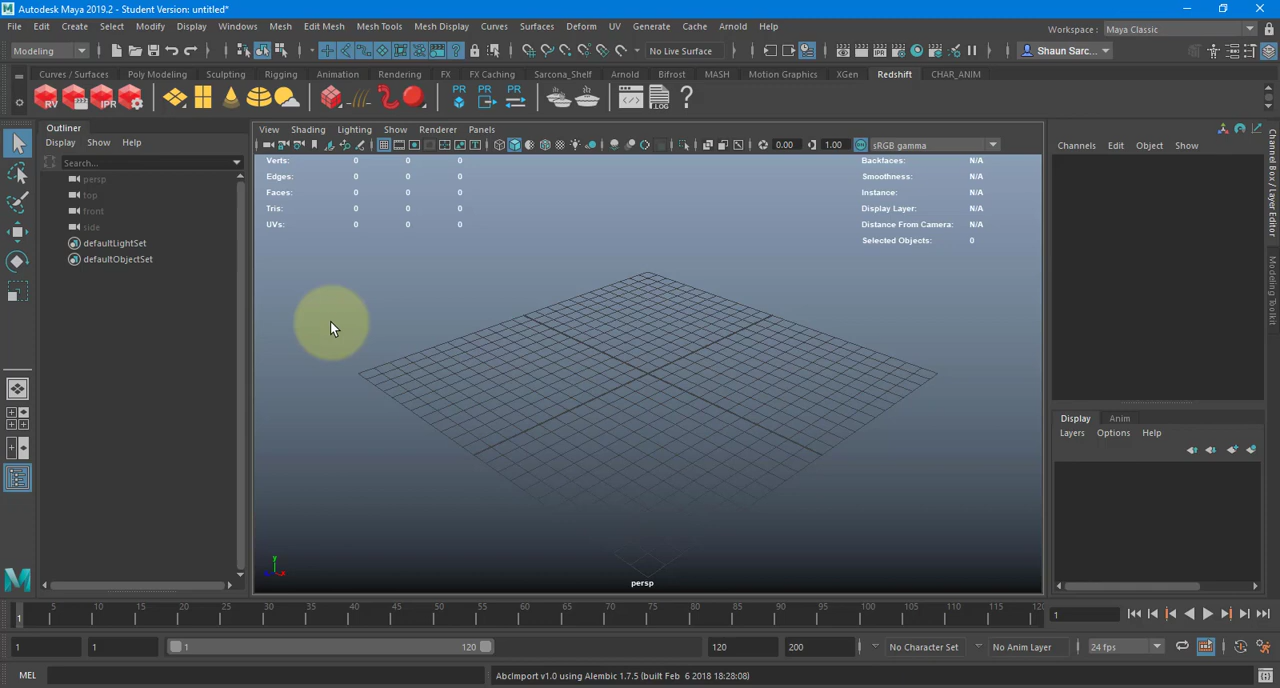 Autodesk Maya 2019.2 - Student Version: untitled*
File Edit Create Select Modify Display Windows Mesh Edit Mesh Mesh Tools Mesh Display Curves Surfaces Deform UV Generate Cache Arnold Help Workspace : Maya Classic
Modeling No Live Surface Shaun Sarc...
Curves / Surfaces Poly Modeling Sculpting Rigging Animation Rendering FX FX Caching Sarcona_Shelf Arnold Bifrost MASH Motion Graphics XGen Redshift CHAR_ANIM
RV IPR PR PR PR LOG ?
Outliner
Display Show Help
Search...
persp
top
front
side
defaultLightSet
defaultObjectSet
View Shading Lighting Show Renderer Panels
0.00 1.00 sRGB gamma
Verts: 0 0 0
Edges: 0 0 0
Faces: 0 0 0
Tris: 0 0 0
UVs: 0 0 0
Backfaces: N/A
Smoothness: N/A
Instance: N/A
Display Layer: N/A
Distance From Camera: N/A
Selected Objects: 0
y
x
persp
Channels Edit Object Show
Channel Box / Layer Editor
Modeling Toolkit
Display Anim
Layers Options Help
1 5 10 15 20 25 30 35 40 45 50 55 60 65 70 75 80 85 90 95 100 105 110 115 120 1
1 1 1 120 120 200 No Character Set No Anim Layer 24 fps
MEL AbcImport v1.0 using Alembic 1.7.5 (built Feb 6 2018 18:28:08)